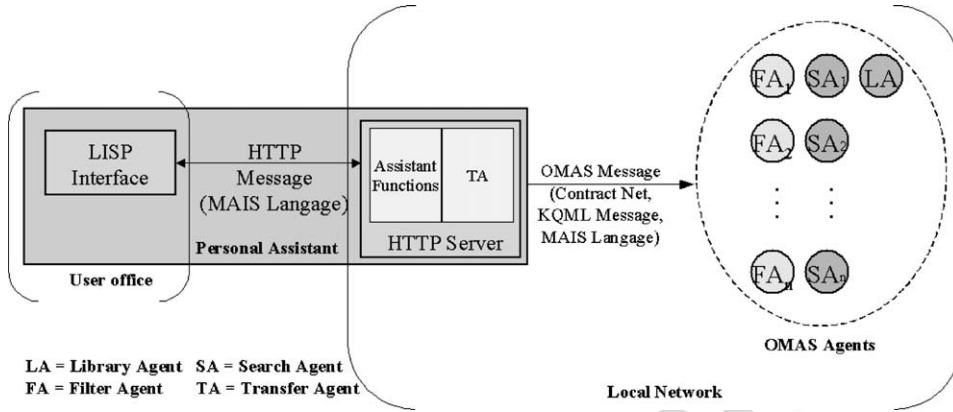 LISP
Interface
HTTP
Message
(MAIS Langage)
Personal Assistant
User office
Assistant
Functions
TA
HTTP Server
OMAS Message
(Contract Net,
KQML Message,
MAIS Langage)
FA1 SA1 LA
FA2 SA2
FAn SAn
OMAS Agents
LA = Library Agent SA = Search Agent
FA = Filter Agent TA = Transfer Agent
Local Network